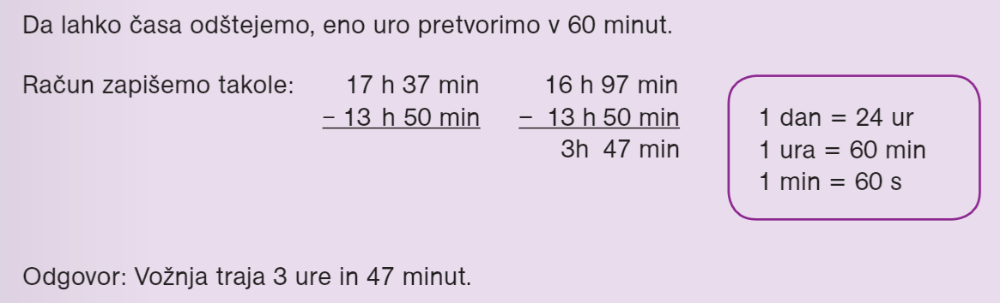 Da lahko časa odštejemo, eno uro pretvorimo v 60 minut.
Račun zapišemo takole: 17 h 37 min 16 h 97 min
– 13 h 50 min – 13 h 50 min
3h 47 min
1 dan = 24 ur
1 ura = 60 min
1 min = 60 s
Odgovor: Vožnja traja 3 ure in 47 minut.